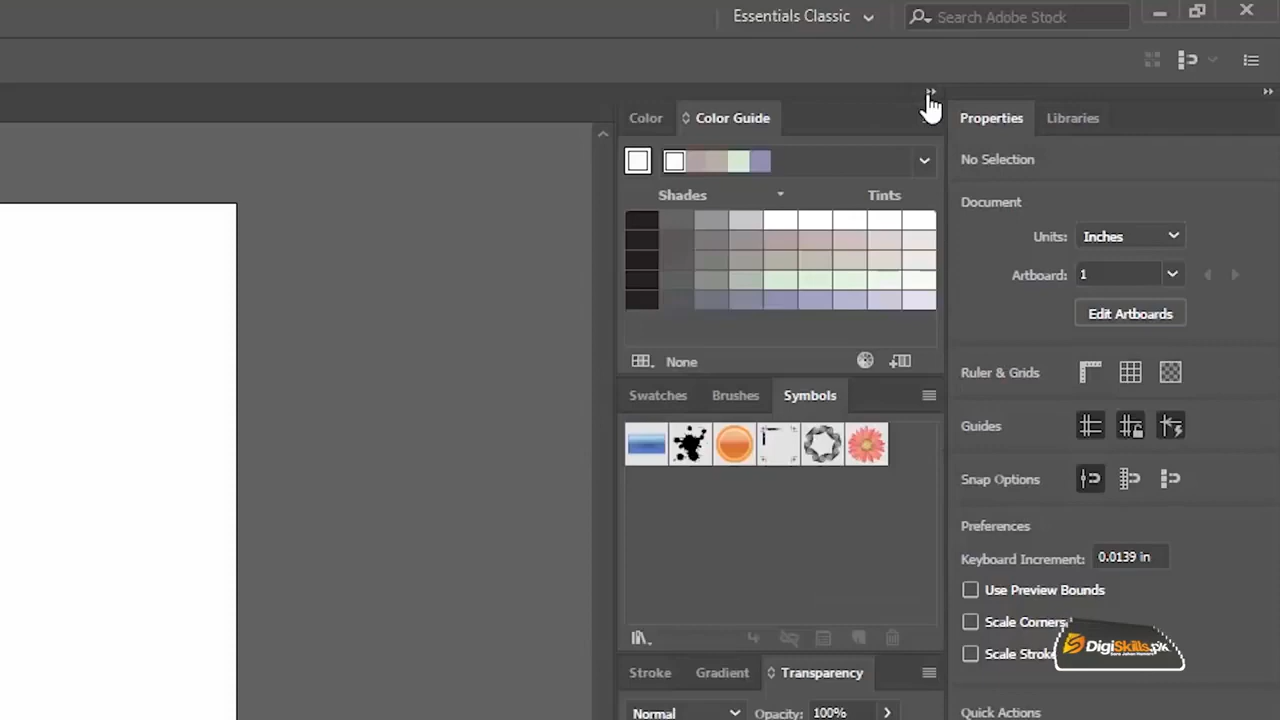 Essentials Classic
Search Adobe Stock
Color
Color Guide
Shades
Tints
None
Swatches
Brushes
Symbols
Stroke
Gradient
Transparency
Normal
Opacity:
100%
Properties
Libraries
No Selection
Document
Units:
Inches
Artboard:
1
Edit Artboards
Ruler & Grids
Guides
Snap Options
Preferences
Keyboard Increment:
0.0139 in
Use Preview Bounds
Scale Corners
Scale Stroke
DigiSkills.pk
Quick Actions